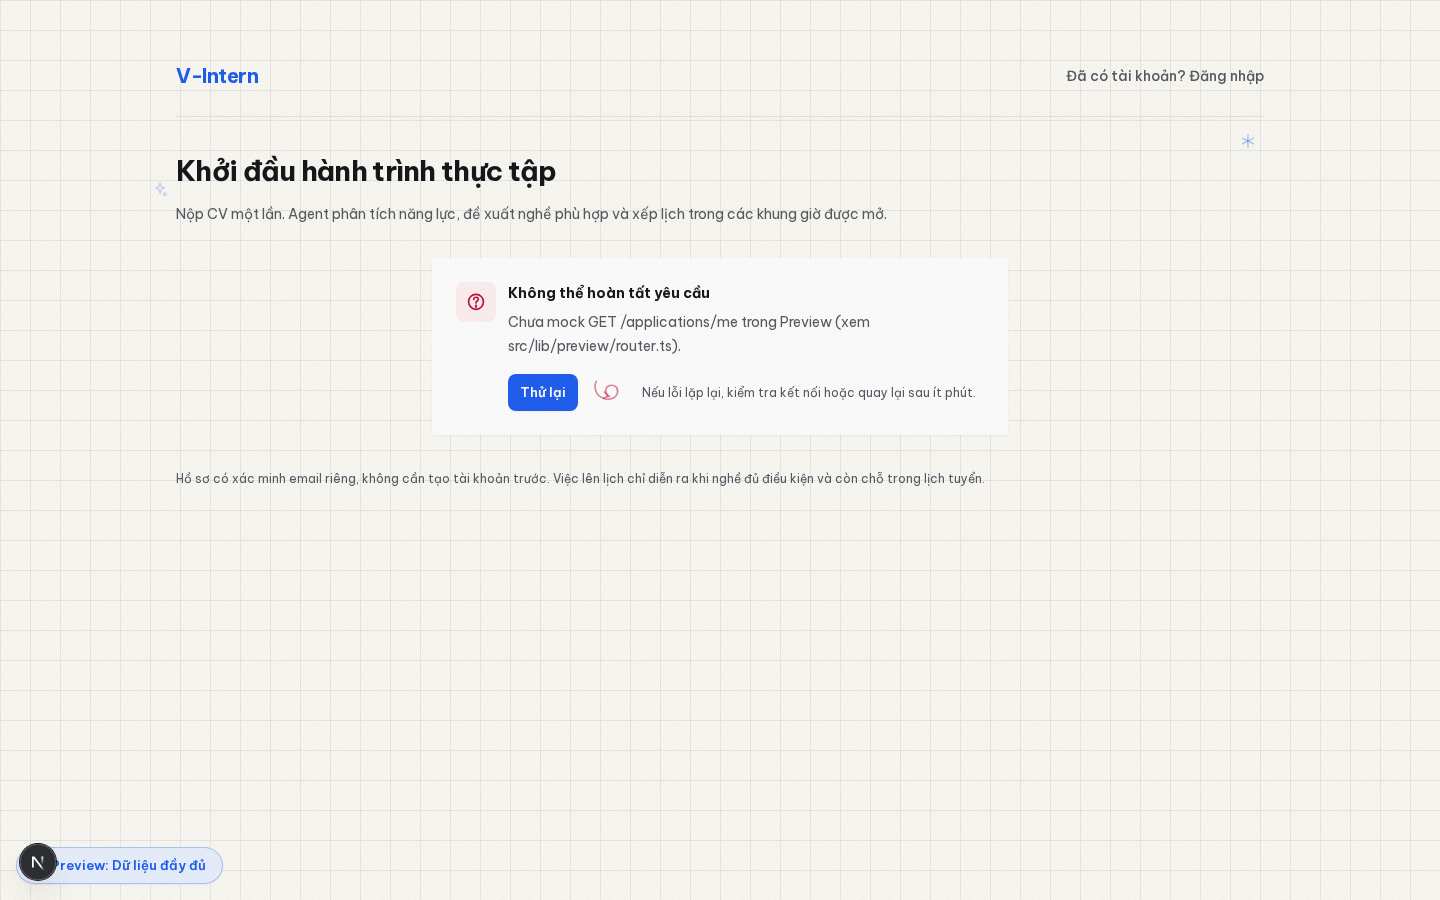 V-Intern
Đã có tài khoản? Đăng nhập
Khởi đầu hành trình thực tập
Nộp CV một lần. Agent phân tích năng lực, đề xuất nghề phù hợp và xếp lịch trong các khung giờ được mở.
Không thể hoàn tất yêu cầu
Chưa mock GET /applications/me trong Preview (xem
src/lib/preview/router.ts).
Thử lại
Nếu lỗi lặp lại, kiểm tra kết nối hoặc quay lại sau ít phút.
Hồ sơ có xác minh email riêng, không cần tạo tài khoản trước. Việc lên lịch chỉ diễn ra khi nghề đủ điều kiện và còn chỗ trong lịch tuyển.
N Preview: Dữ liệu đầy đủ